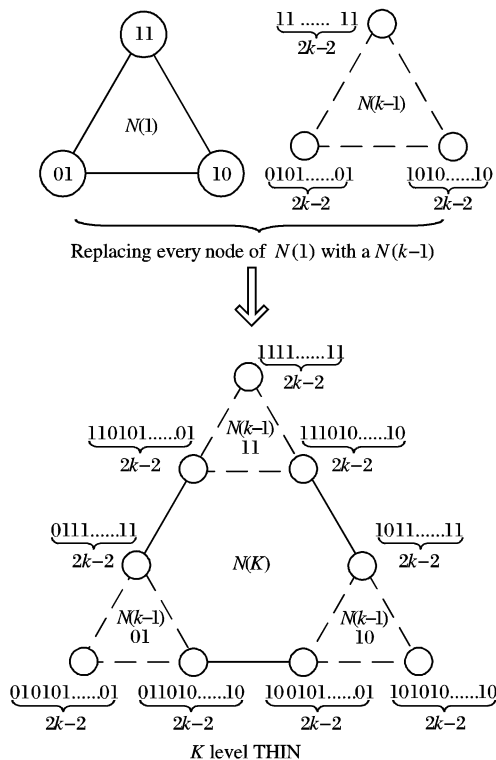 11
11 ...... 11
2k−2
N(1)
N(k−1)
01
10
0101......01
1010......10
2k−2
2k−2
Replacing every node of N(1) with a N(k−1)
1111......11
2k−2
110101.....01
N(k−1)
11
111010......10
2k−2
2k−2
0111......11
1011......11
2k−2
N(K)
2k−2
N(k−1)
01
N(k−1)
10
010101.....01
011010.....10
100101.....01
101010......10
2k−2
2k−2
2k−2
2k−2
K level THIN